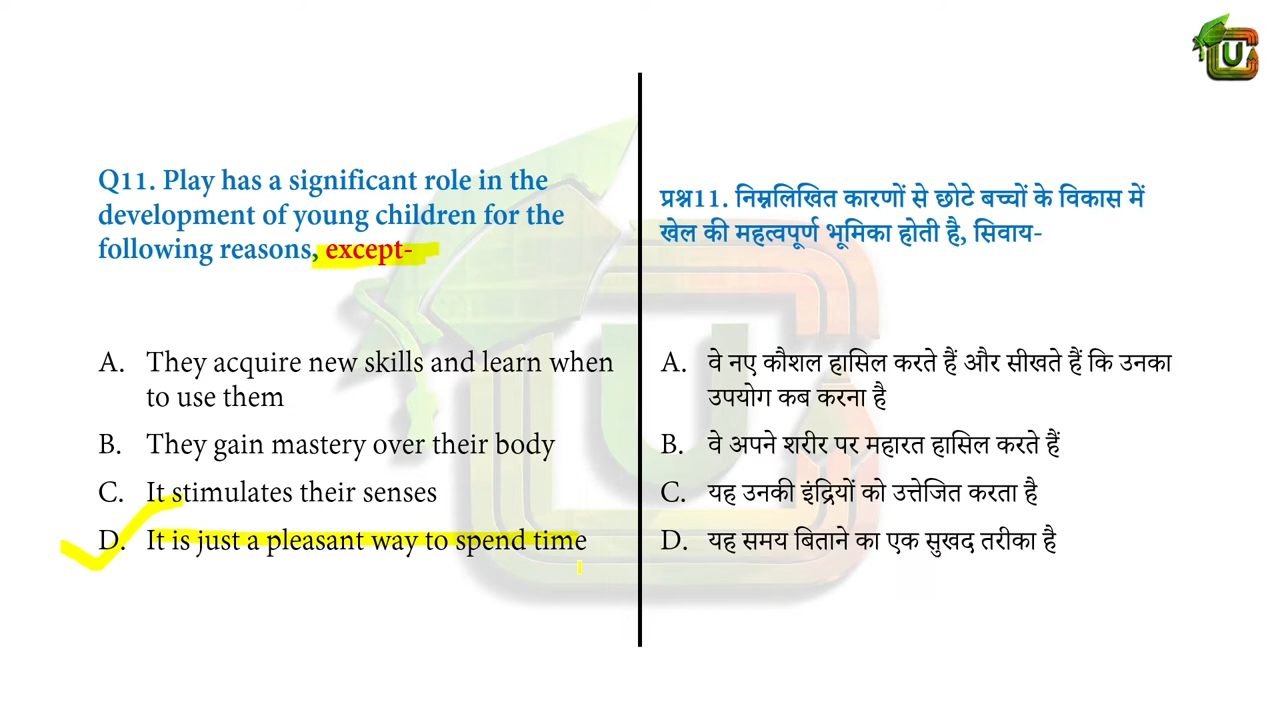 Q11. Play has a significant role in the
development of young children for the
following reasons, except-
A. They acquire new skills and learn when
to use them
B. They gain mastery over their body
C. It stimulates their senses
D. It is just a pleasant way to spend time
प्रश्न11. निम्नलिखित कारणों से छोटे बच्चों के विकास में
खेल की महत्वपूर्ण भूमिका होती है, सिवाय-
A. वे नए कौशल हासिल करते हैं और सीखते हैं कि उनका
उपयोग कब करना है
B. वे अपने शरीर पर महारत हासिल करते हैं
C. यह उनकी इंद्रियों को उत्तेजित करता है
D. यह समय बिताने का एक सुखद तरीका है
U
U